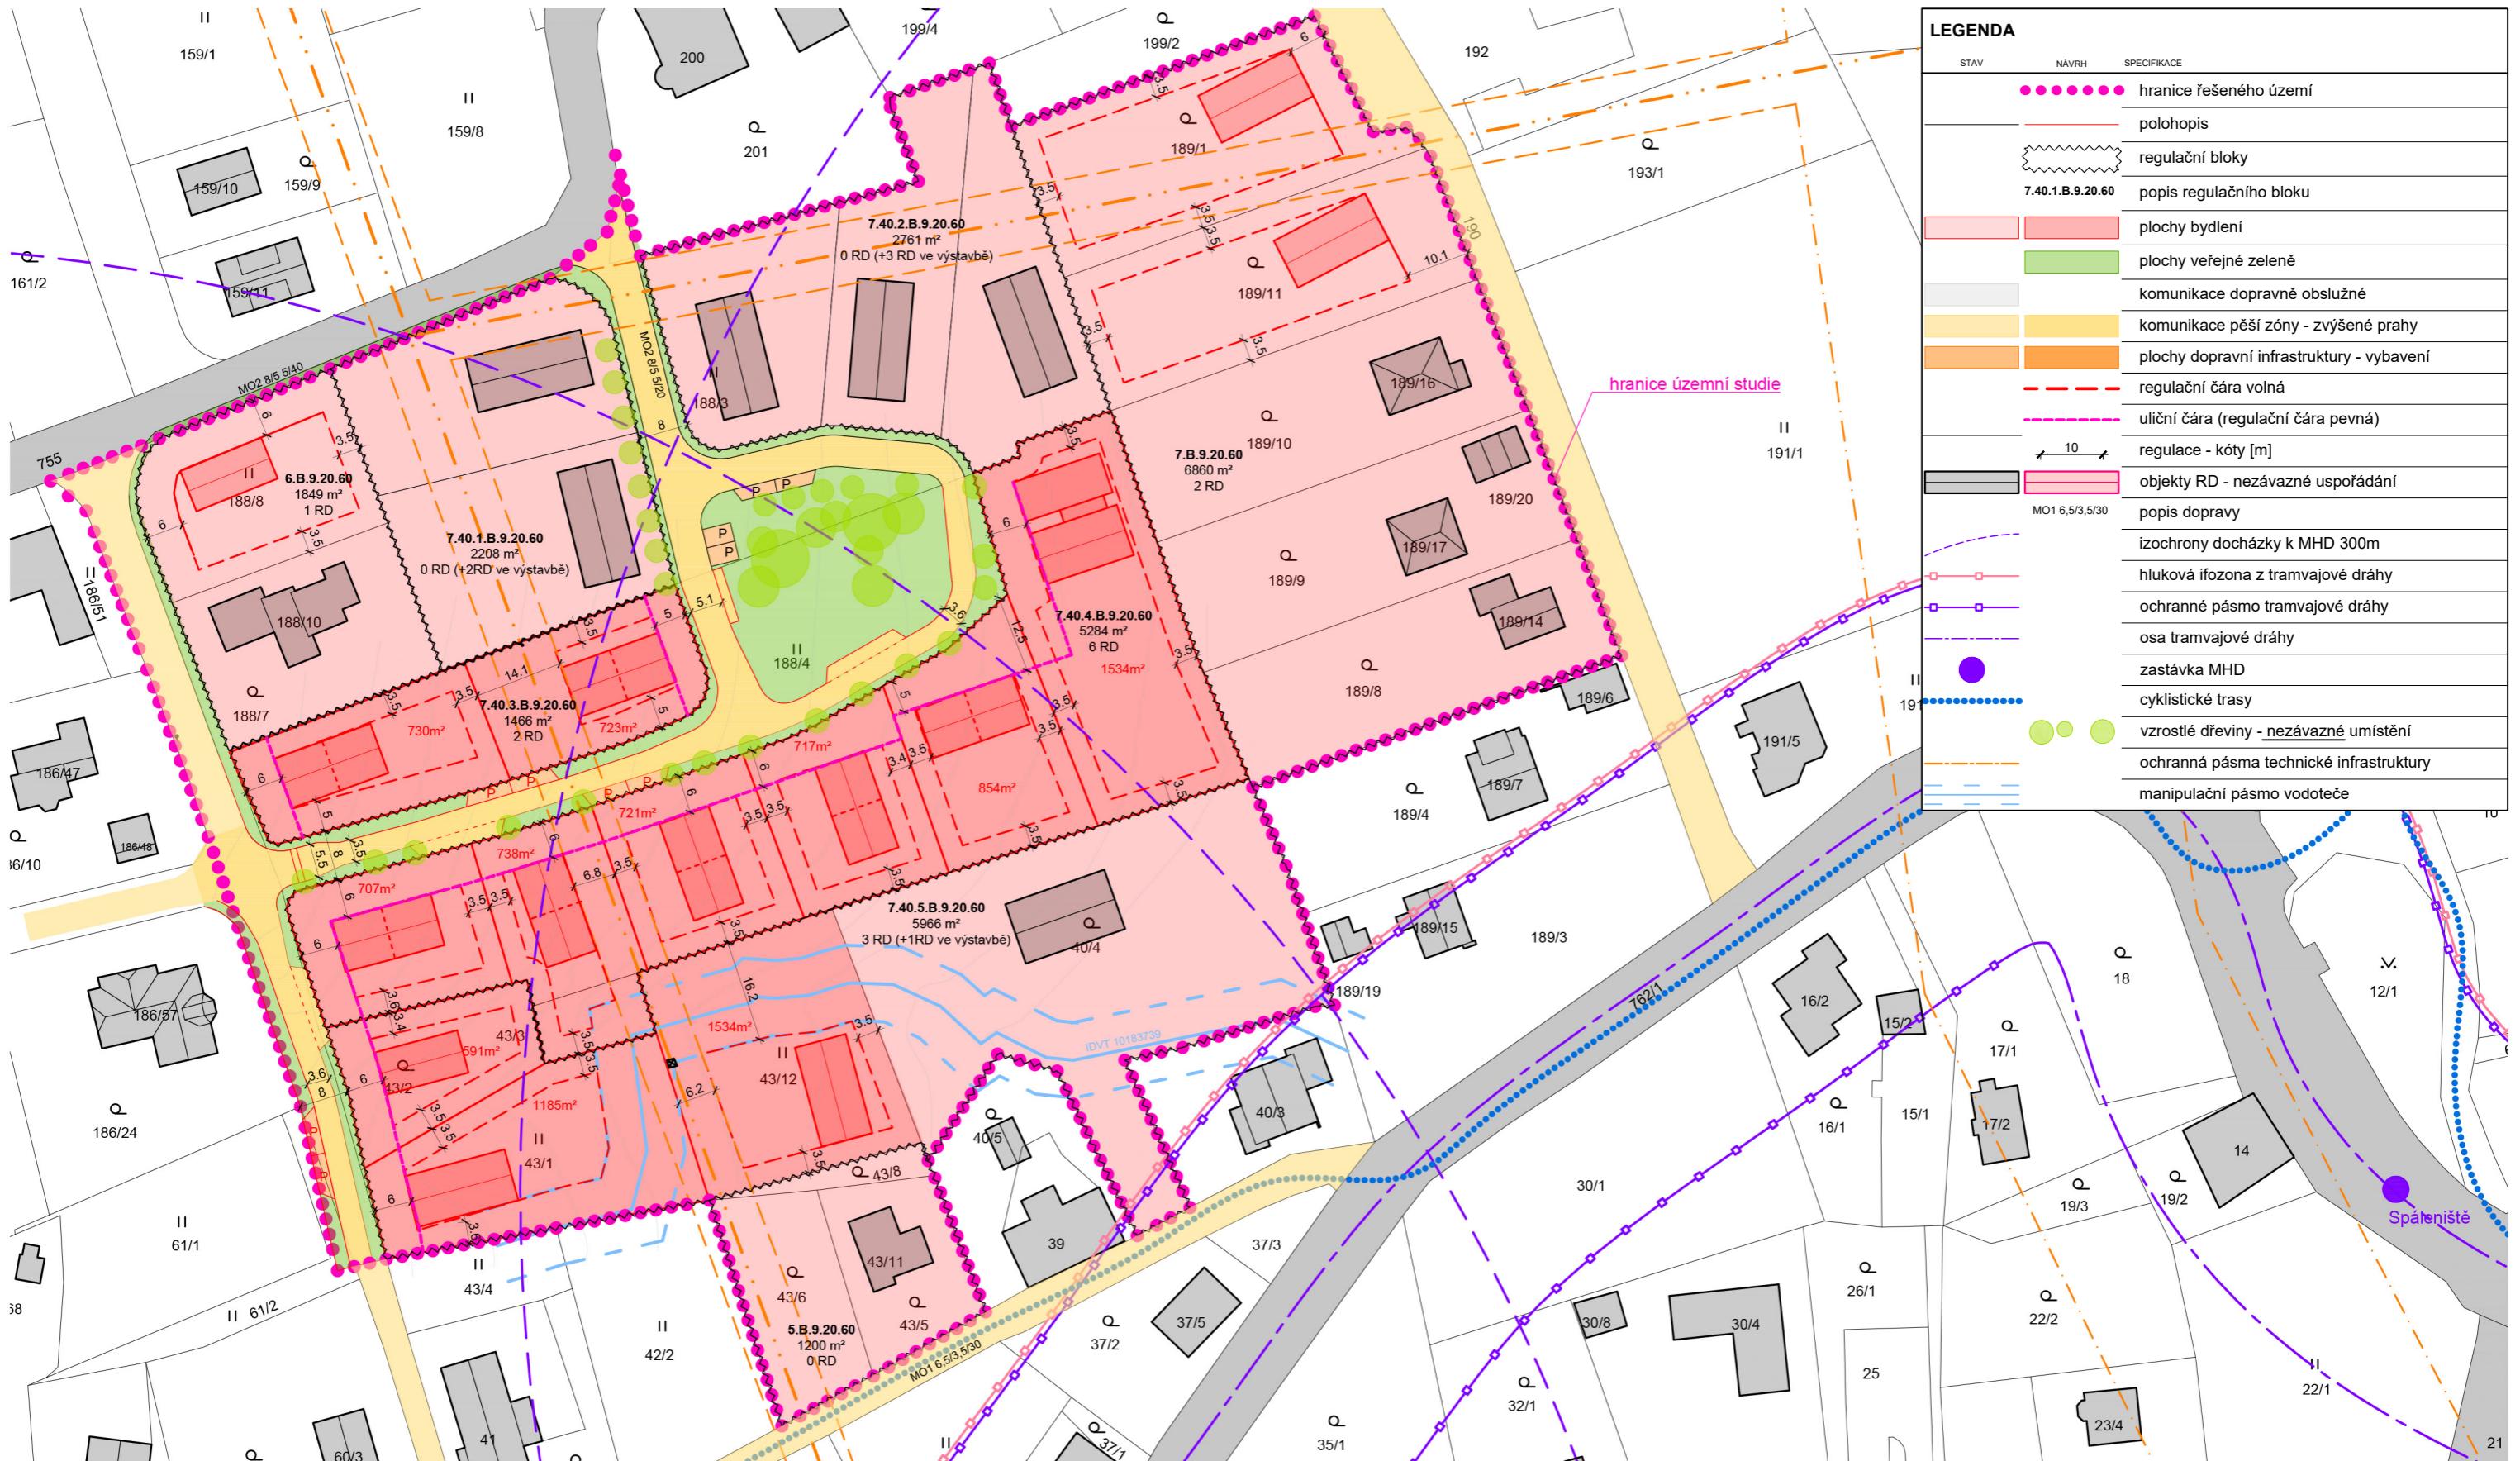 LEGENDA
STAV NÁVRH SPECIFIKACE
hranice řešeného území
polohopis
regulační bloky
7.40.1.B.9.20.60 popis regulačního bloku
plochy bydlení
plochy veřejné zeleně
komunikace dopravně obslužné
komunikace pěší zóny - zvýšené prahy
plochy dopravní infrastruktury - vybavení
regulační čára volná
uliční čára (regulační čára pevná)
10 regulace - kóty [m]
objekty RD - nezávazné uspořádání
MO1 6,5/3,5/30 popis dopravy
izochrony docházky k MHD 300m
hluková ifozona z tramvajové dráhy
ochranné pásmo tramvajové dráhy
osa tramvajové dráhy
zastávka MHD
cyklistické trasy
vzrostlé dřeviny - nezávazné umístění
ochranná pásma technické infrastruktury
manipulační pásmo vodoteče
159/1
159/8
159/10
159/9
159/11
161/2
200
199/4
199/2
201
192
193/1
190
189/1
189/11
189/16
189/10
189/20
189/17
189/9
189/14
189/8
189/6
189/7
189/4
189/15
189/3
189/19
191/1
191/5
hranice územní studie
7.40.2.B.9.20.60
2761 m²
0 RD (+3 RD ve výstavbě)
7.B.9.20.60
6860 m²
2 RD
6.B.9.20.60
1849 m²
1 RD
7.40.1.B.9.20.60
2208 m²
0 RD (+2RD ve výstavbě)
7.40.4.B.9.20.60
5284 m²
6 RD
1534m²
7.40.3.B.9.20.60
1466 m²
2 RD
730m²
723m²
717m²
721m²
738m²
707m²
854m²
7.40.5.B.9.20.60
5966 m²
3 RD (+1RD ve výstavbě)
1534m²
591m²
1185m²
5.B.9.20.60
1200 m²
0 RD
MO2 8/5 5/40
MO2 8/5 5/20
MO1 6,5/3,5/30
IDVT 10183739
755
188/8
188/10
188/7
188/3
188/4
186/51
186/47
186/48
186/57
186/24
61/1
61/2
60/3
41
43/3
43/2
43/1
43/12
43/8
43/11
43/6
43/5
43/4
42/2
40/4
40/5
40/3
39
37/3
37/5
37/2
37/1
35/1
32/1
30/1
30/8
30/4
762/1
16/2
15/2
17/1
16/1
15/1
17/2
18
12/1
14
19/3
19/2
Spáleniště
26/1
22/2
25
22/1
23/4
21